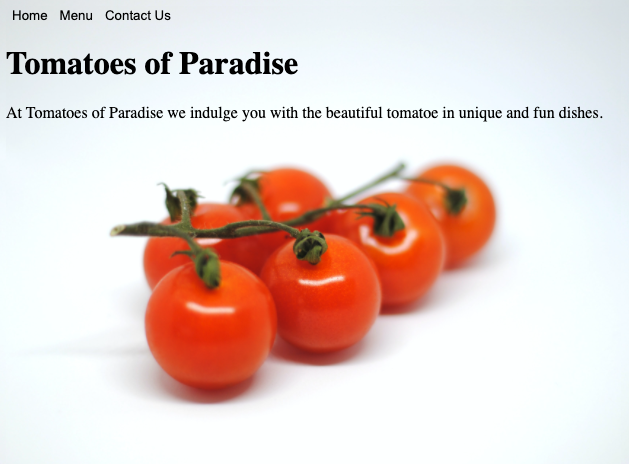 Home Menu Contact Us
Tomatoes of Paradise
At Tomatoes of Paradise we indulge you with the beautiful tomatoe in unique and fun dishes.